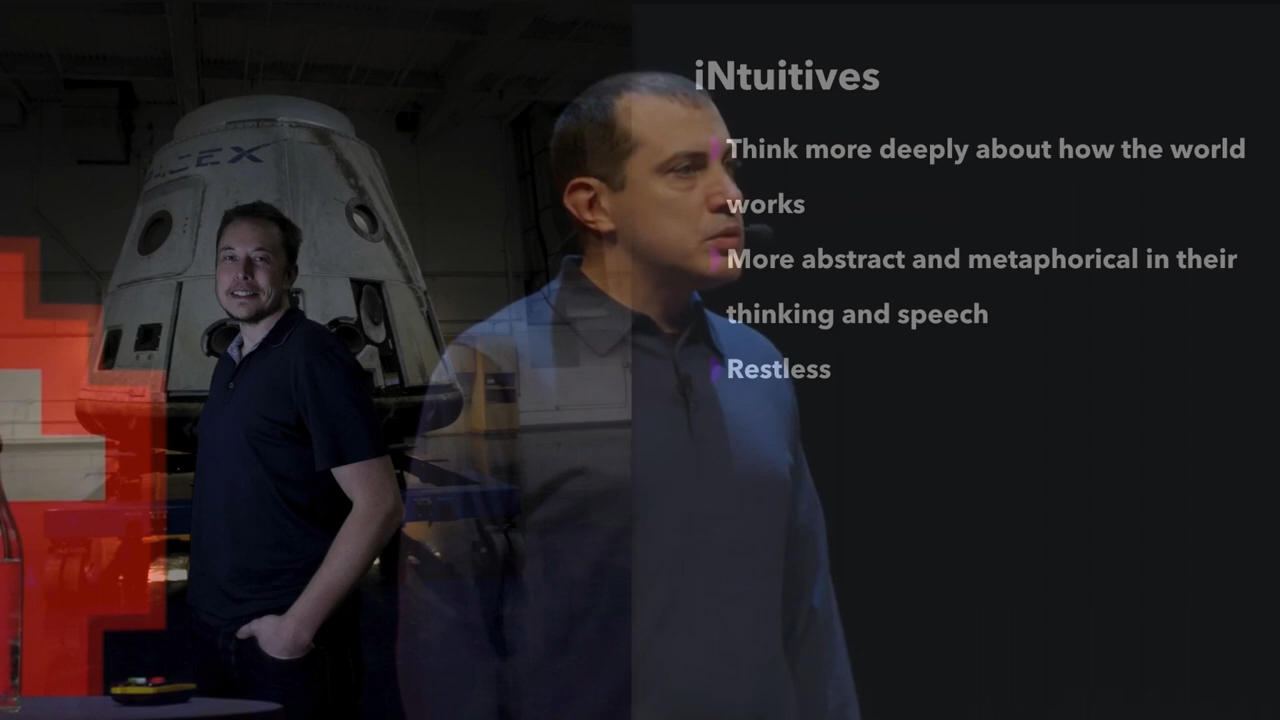 iNtuitives
Think more deeply about how the world
works
More abstract and metaphorical in their
thinking and speech
Restless